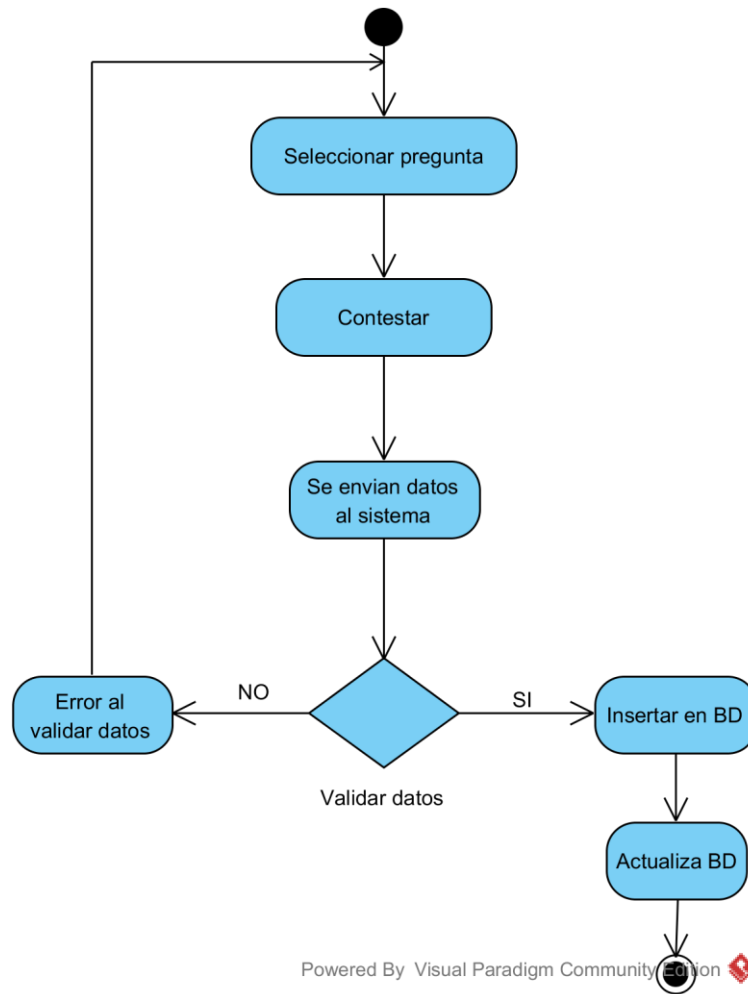 Seleccionar pregunta
Contestar
Se envian datos
al sistema
NO
SI
Error al
validar datos
Insertar en BD
Validar datos
Actualiza BD
Powered By Visual Paradigm Community Edition